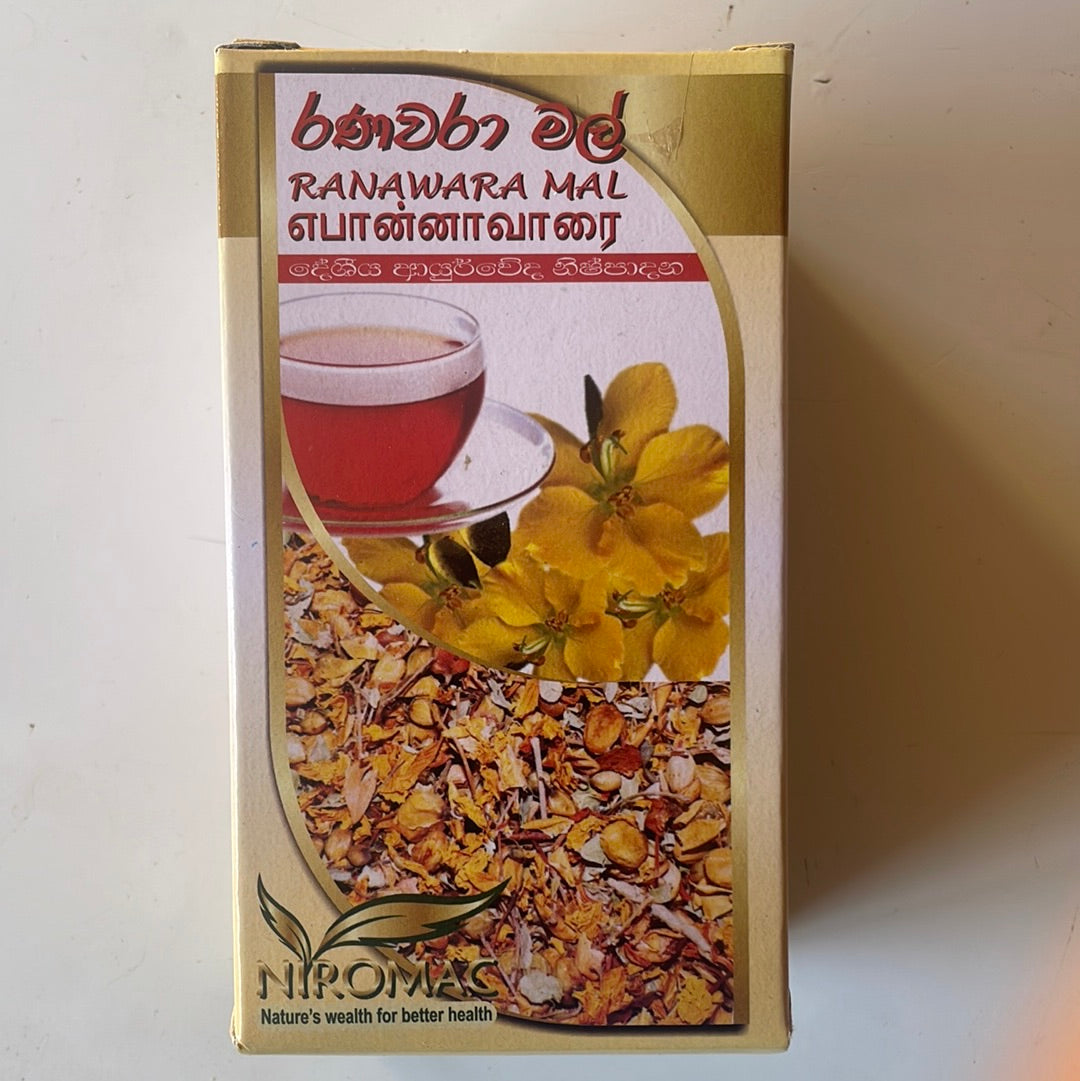 රණවරා මල්
RANAWARA MAL
எபான்னாவாரை
දේශීය ආයුර්වේද නිෂ්පාදන
NIROMAC
Nature's wealth for better health